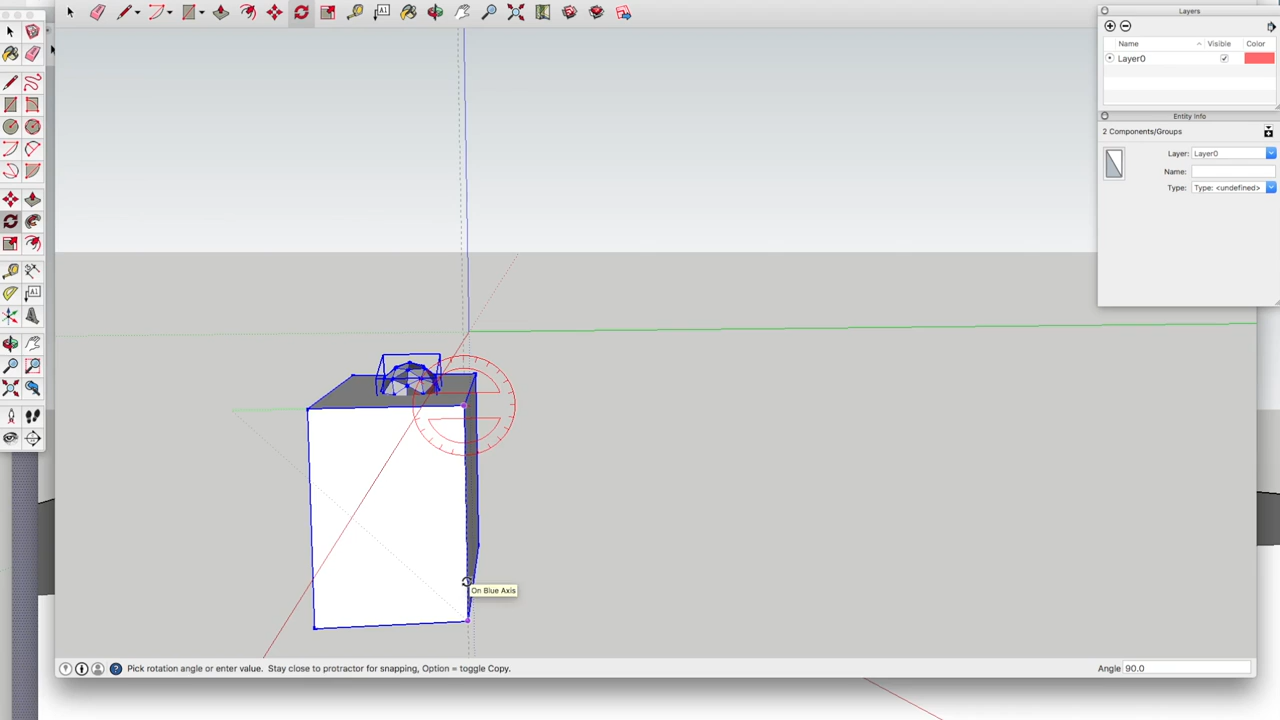 Layers
Name Visible Color
Layer0
Entity Info
2 Components/Groups
Layer: Layer0
Name:
Type: Type: <undefined>
On Blue Axis
Pick rotation angle or enter value. Stay close to protractor for snapping, Option = toggle Copy.
Angle 90.0